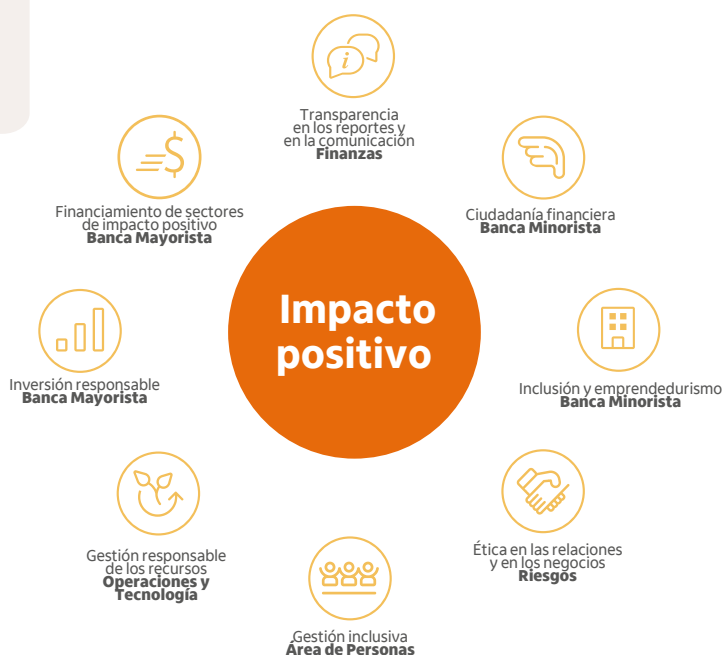 Transparencia
en los reportes y
en la comunicación
Finanzas
Ciudadanía financiera
Banca Minorista
Inclusión y emprendedurismo
Banca Minorista
Ética en las relaciones
y en los negocios
Riesgos
Gestión inclusiva
Área de Personas
Gestión responsable
de los recursos
Operaciones y
Tecnología
Inversión responsable
Banca Mayorista
Financiamiento de sectores
de impacto positivo
Banca Mayorista
Impacto
positivo